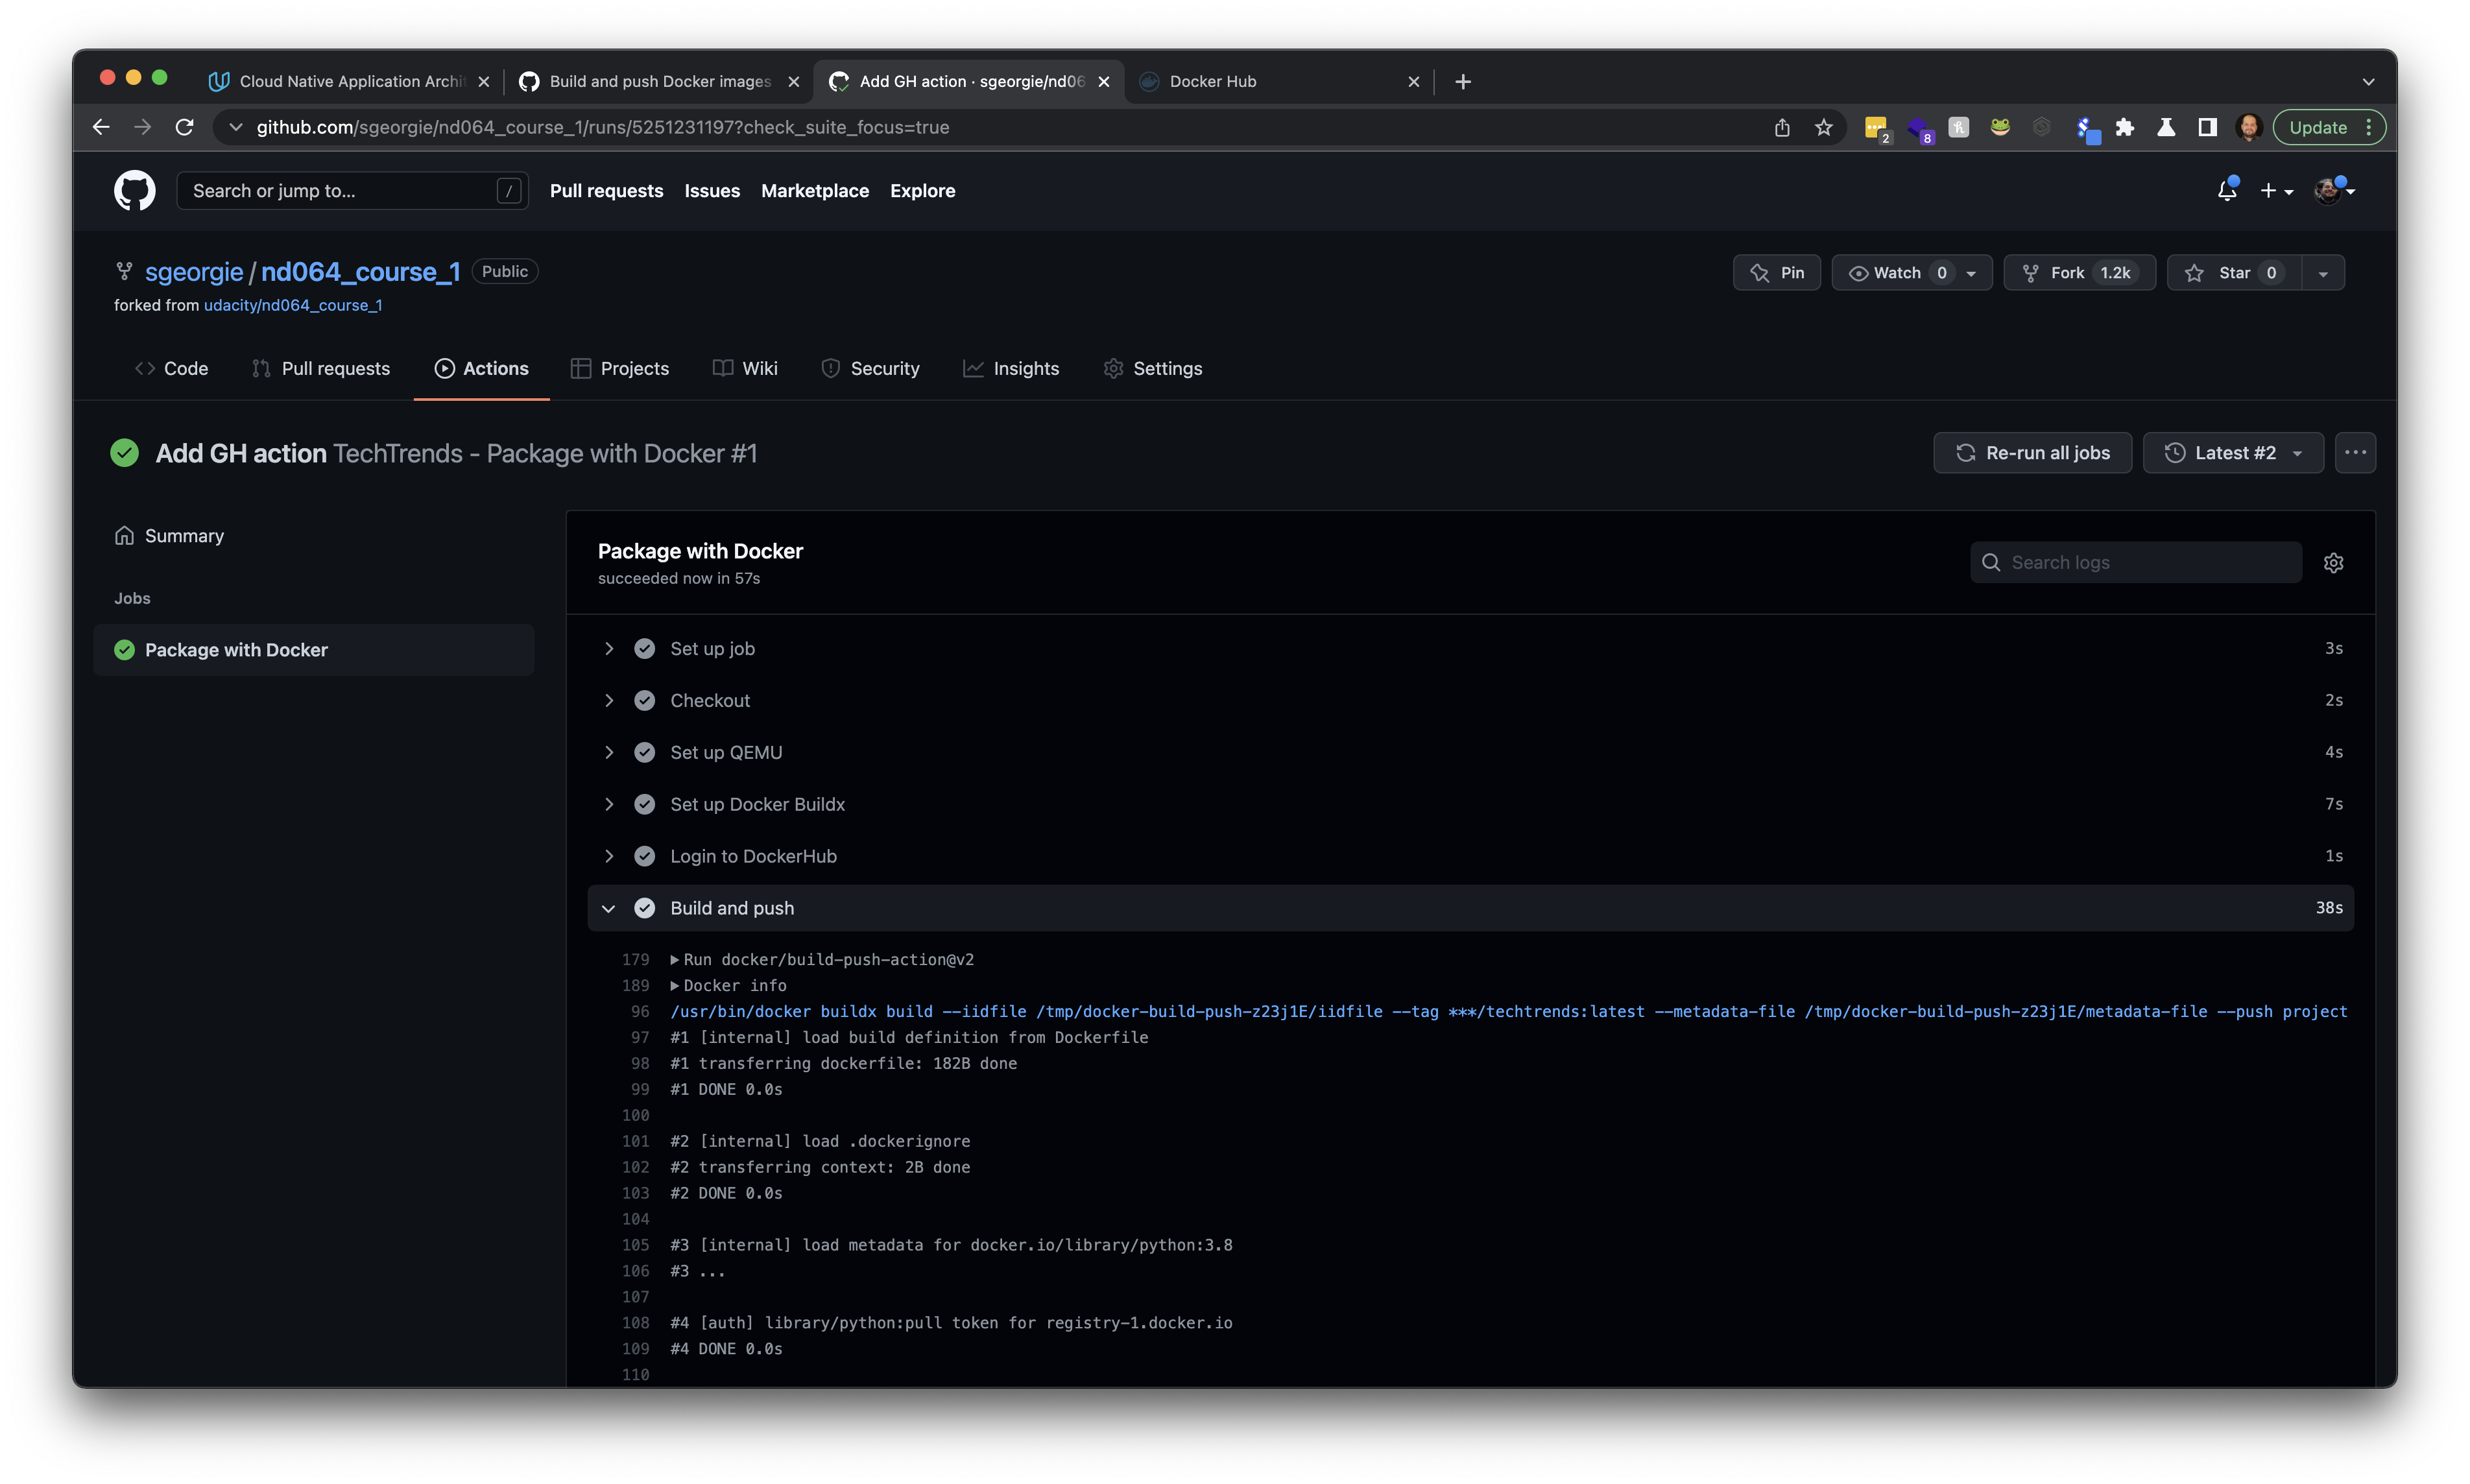 Cloud Native Application Archit
Build and push Docker images
Add GH action · sgeorgie/nd06
Docker Hub
github.com/sgeorgie/nd064_course_1/runs/5251231197?check_suite_focus=true
2
8
Update
Search or jump to...
/
Pull requests Issues Marketplace Explore
sgeorgie / nd064_course_1 Public
Pin
Watch 0
Fork 1.2k
Star 0
forked from udacity/nd064_course_1
Code Pull requests Actions Projects Wiki Security Insights Settings
Add GH action TechTrends - Package with Docker #1
Re-run all jobs
Latest #2
Summary
Jobs
Package with Docker
Package with Docker
succeeded now in 57s
Search logs
Set up job 3s
Checkout 2s
Set up QEMU 4s
Set up Docker Buildx 7s
Login to DockerHub 1s
Build and push 38s
179 Run docker/build-push-action@v2
189 Docker info
96 /usr/bin/docker buildx build --iidfile /tmp/docker-build-push-z23j1E/iidfile --tag ***/techtrends:latest --metadata-file /tmp/docker-build-push-z23j1E/metadata-file --push project
97 #1 [internal] load build definition from Dockerfile
98 #1 transferring dockerfile: 182B done
99 #1 DONE 0.0s
100
101 #2 [internal] load .dockerignore
102 #2 transferring context: 2B done
103 #2 DONE 0.0s
104
105 #3 [internal] load metadata for docker.io/library/python:3.8
106 #3 ...
107
108 #4 [auth] library/python:pull token for registry-1.docker.io
109 #4 DONE 0.0s
110